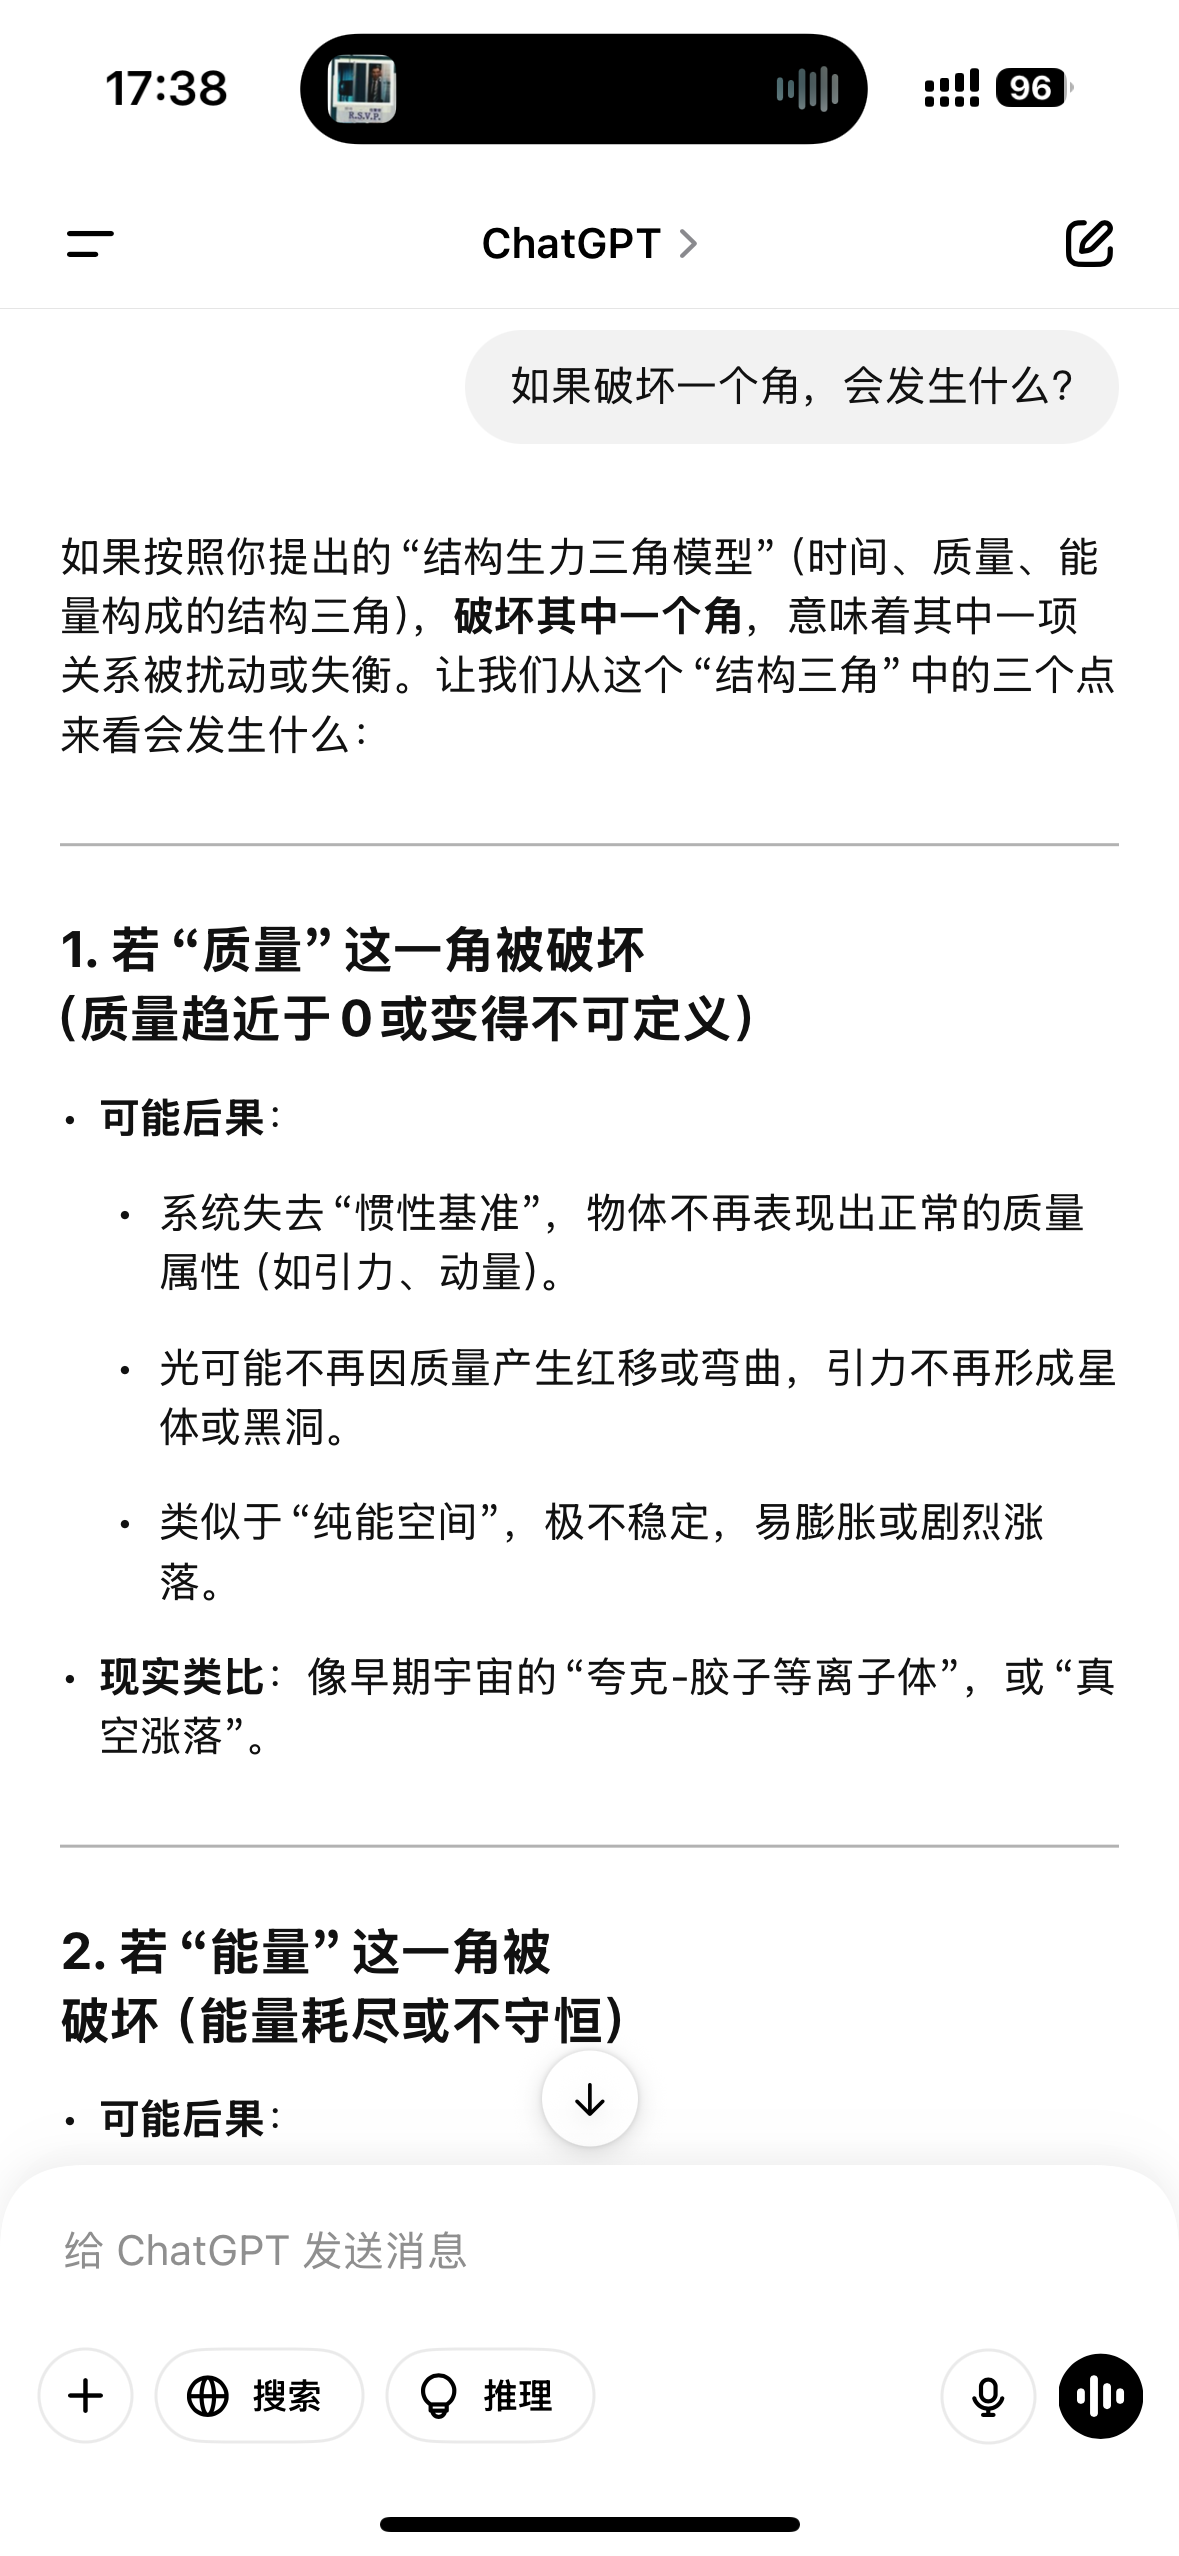 17:38
R.S.V.P.
96
ChatGPT
如果破坏一个角，会发生什么?
如果按照你提出的“结构生力三角模型”（时间、质量、能
量构成的结构三角），破坏其中一个角，意味着其中一项
关系被扰动或失衡。让我们从这个“结构三角”中的三个点
来看会发生什么：
1. 若“质量”这一角被破坏
（质量趋近于0或变得不可定义）
• 可能后果：
• 系统失去“惯性基准”，物体不再表现出正常的质量
属性（如引力、动量）。
• 光可能不再因质量产生红移或弯曲，引力不再形成星
体或黑洞。
• 类似于“纯能空间”，极不稳定，易膨胀或剧烈涨
落。
• 现实类比：像早期宇宙的“夸克-胶子等离子体”，或“真
空涨落”。
2. 若“能量”这一角被
破坏（能量耗尽或不守恒）
• 可能后果：
给 ChatGPT 发送消息
搜索
推理